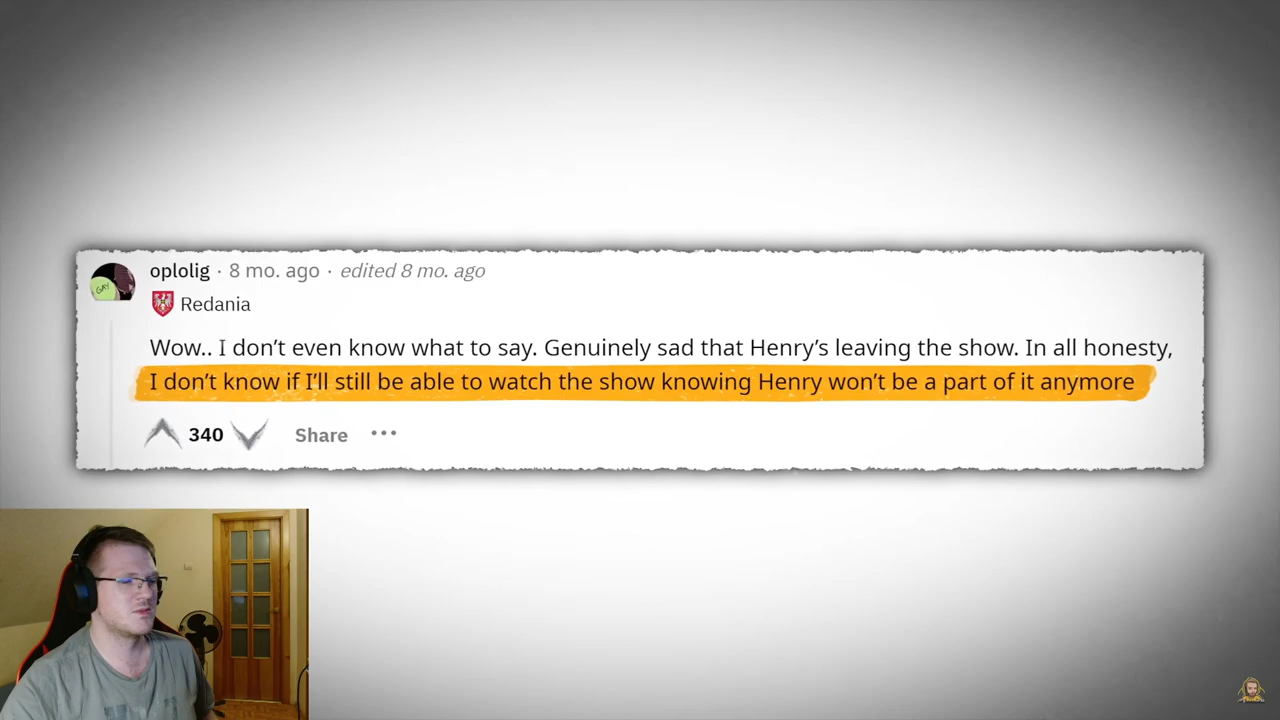 oplolig · 8 mo. ago · edited 8 mo. ago
GAY
Redania
Wow.. I don’t even know what to say. Genuinely sad that Henry’s leaving the show. In all honesty,
I don’t know if I’ll still be able to watch the show knowing Henry won’t be a part of it anymore
340 Share ···